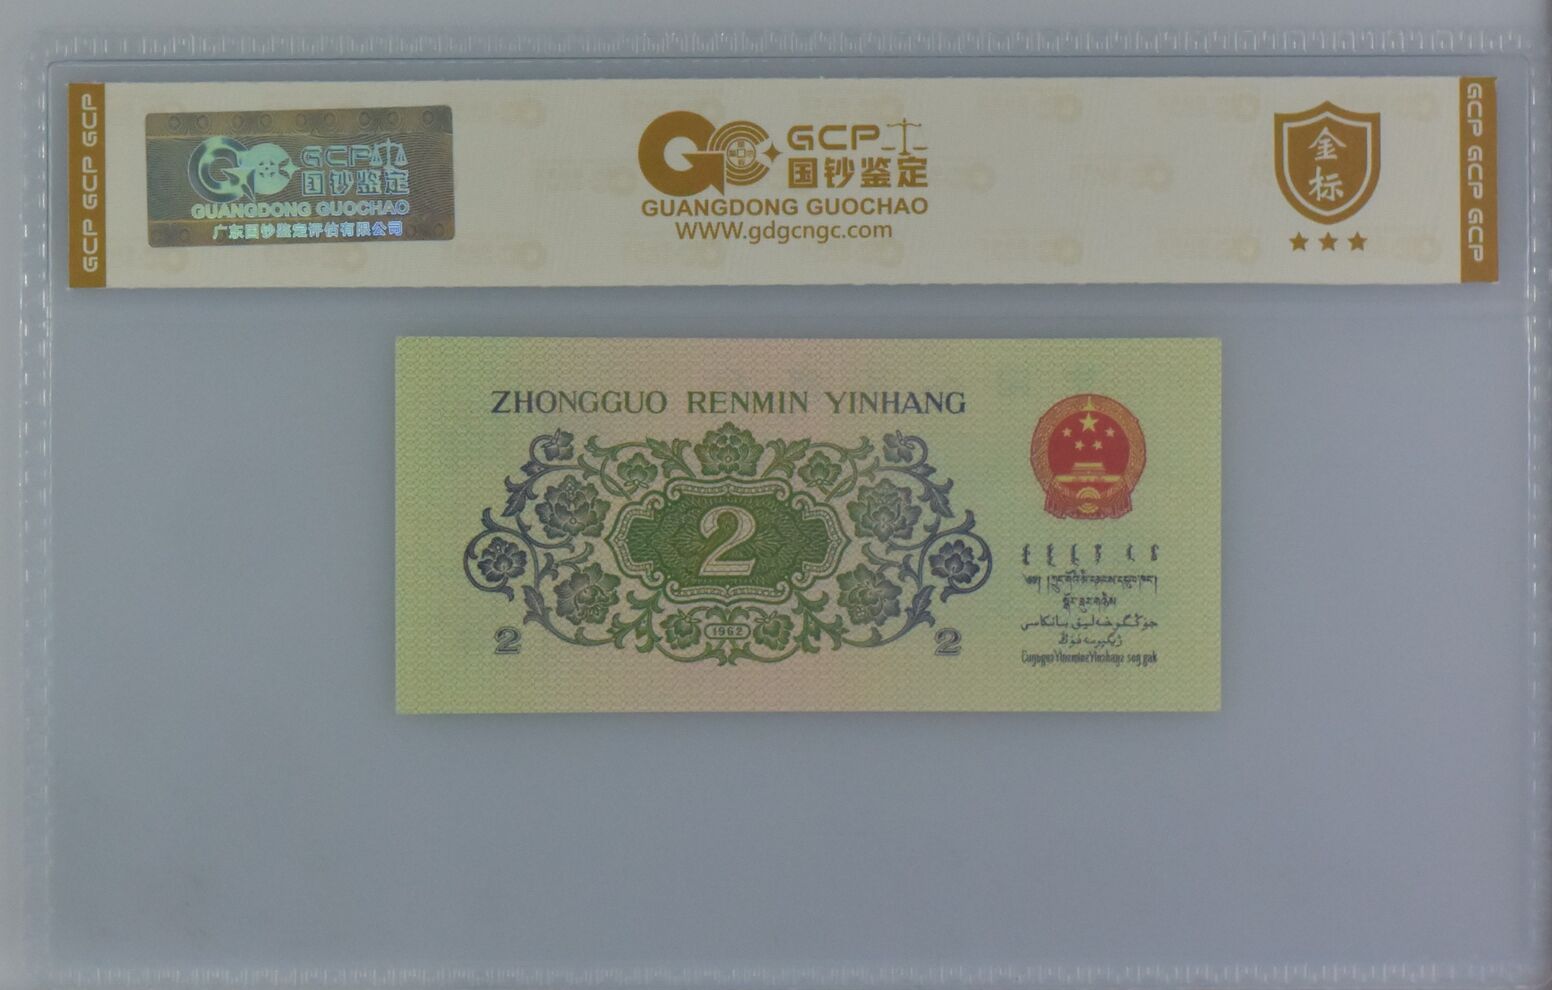 GCP GCP GCP
GCP
国钞鉴定
GUANGDONG GUOCHAO
广东国钞鉴定评估有限公司
GC
GCP
国钞鉴定
GUANGDONG GUOCHAO
WWW.gdgcngc.com
金标
GCP GCP GCP
ZHONGGUO RENMIN YINHANG
2
1962
2
2